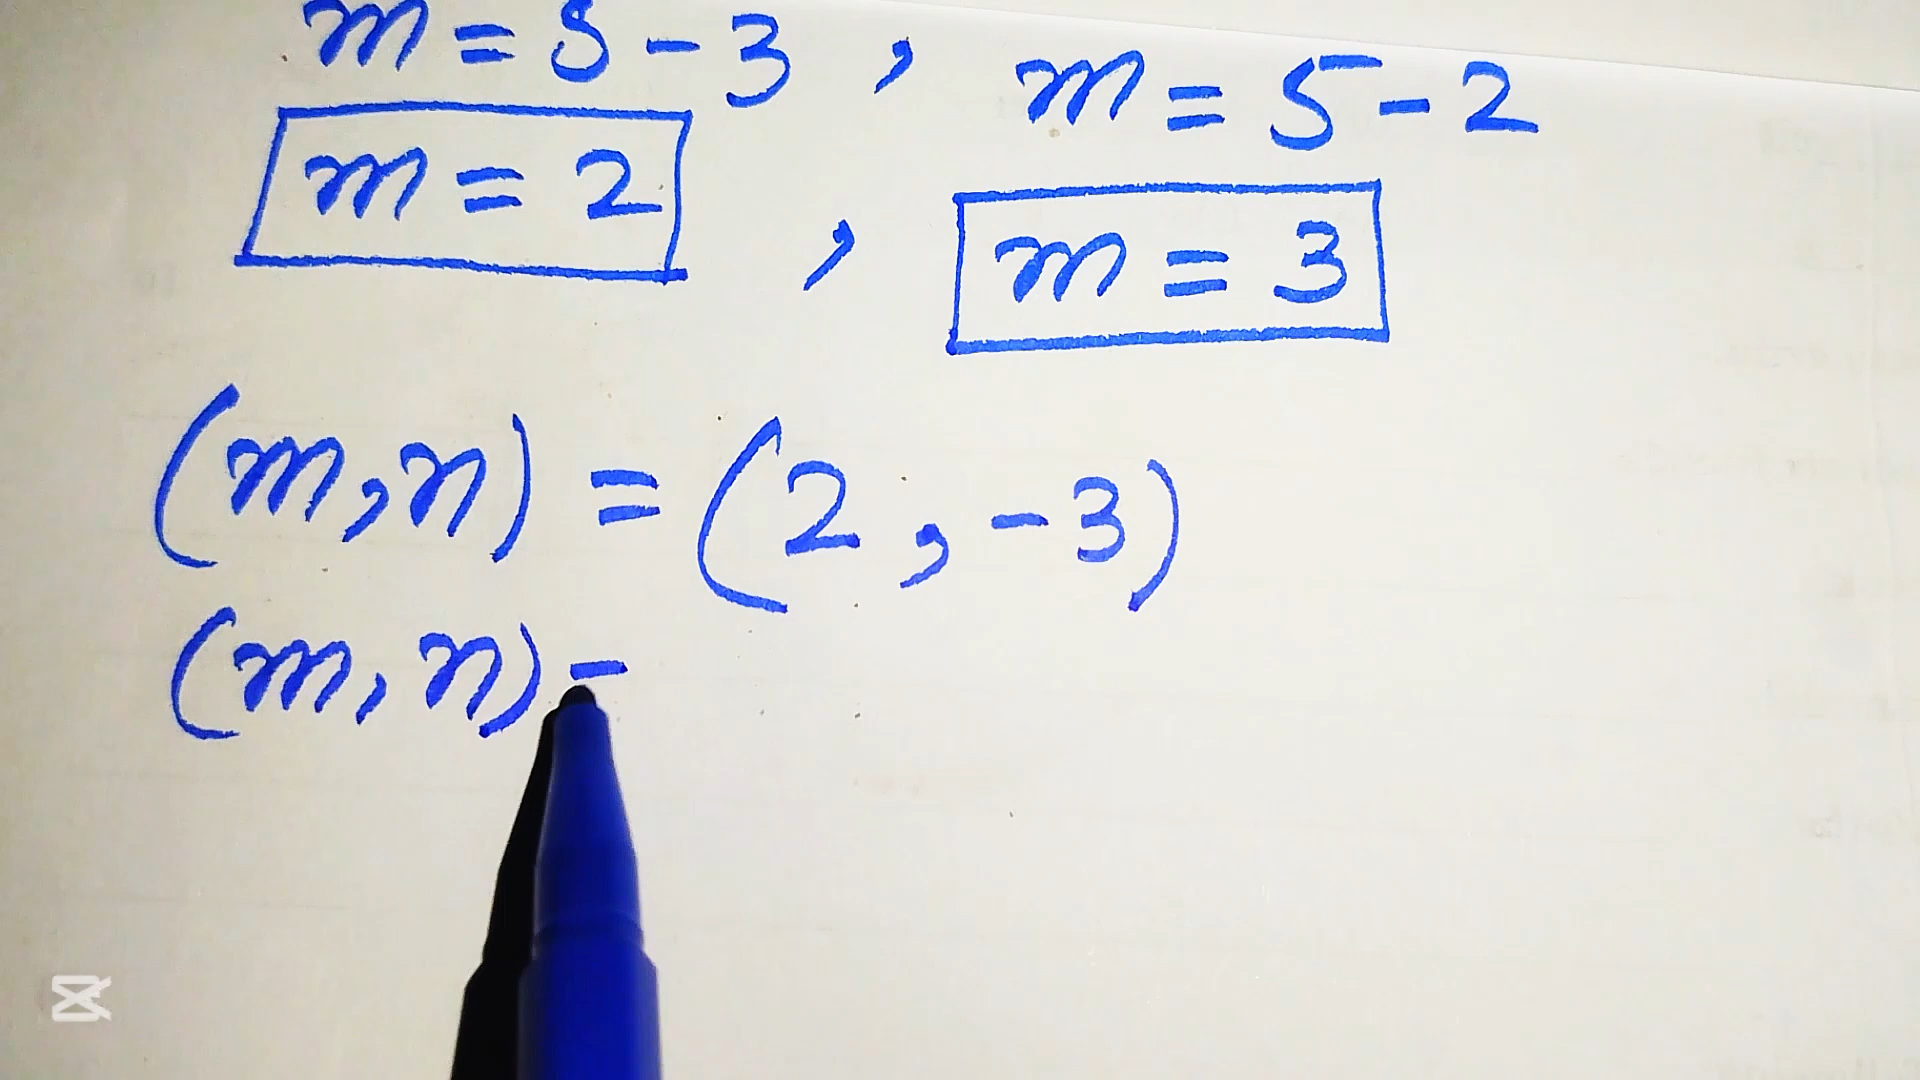 m = 5 - 3 , m = 5 - 2
m = 2 , m = 3
(m, n) = (2, -3)
(m, n) -